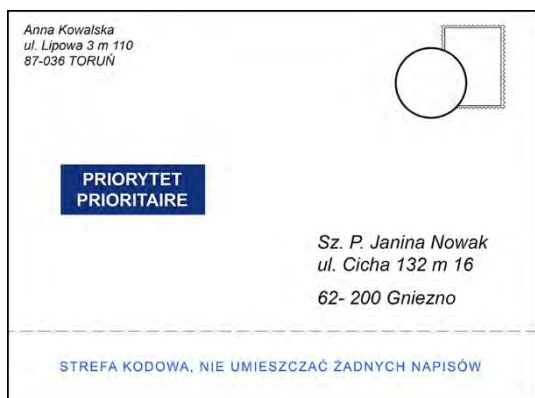 Anna Kowalska
ul. Lipowa 3 m 110
87-036 TORUŃ
PRIORYTET
PRIORITAIRE
Sz. P. Janina Nowak
ul. Cicha 132 m 16
62- 200 Gniezno
STREFA KODOWA, NIE UMIESZCZAĆ ŻADNYCH NAPISÓW